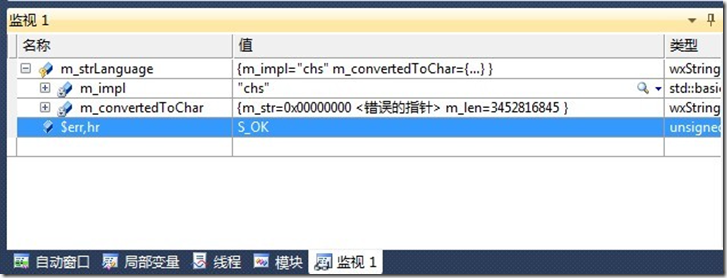 监视 1
名称 值 类型
m_strLanguage {m_impl="chs" m_convertedToChar={...} } wxString
m_impl "chs" std::basic
m_convertedToChar {m_str=0x00000000 <错误的指针> m_len=3452816845 } wxString
$err,hr S_OK unsigned
自动窗口 局部变量 线程 模块 监视 1